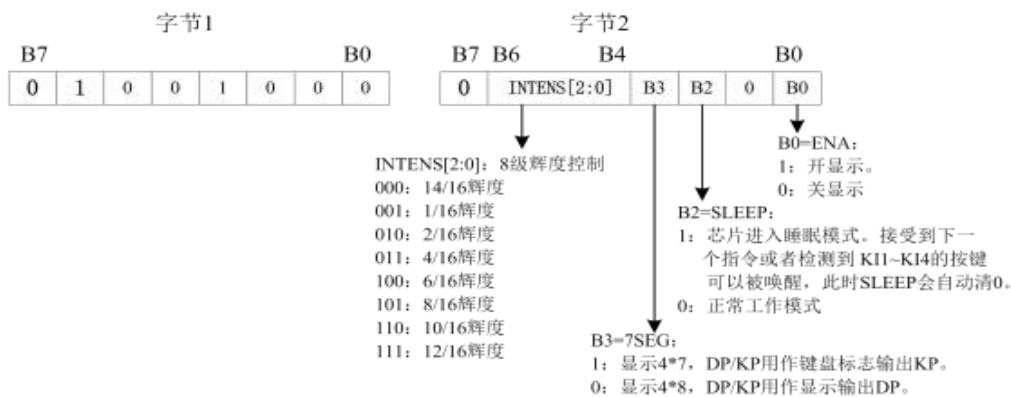 字节1 字节2
B7 B0 B7 B6 B4 B0
0 1 0 0 1 0 0 0 0 INTENS[2:0] B3 B2 0 B0
B0=ENA:
1: 开显示。
0: 关显示
INTENS[2:0]: 8级辉度控制
000: 14/16辉度
001: 1/16辉度
010: 2/16辉度
011: 4/16辉度
100: 6/16辉度
101: 8/16辉度
110: 10/16辉度
111: 12/16辉度
B2=SLEEP:
1: 芯片进入睡眠模式。接受到下一
个指令或者检测到 KI1~KI4的按键
可以被唤醒，此时SLEEP会自动清0。
0: 正常工作模式
B3=7SEG:
1: 显示4*7，DP/KP用作键盘标志输出KP。
0: 显示4*8，DP/KP用作显示输出DP。